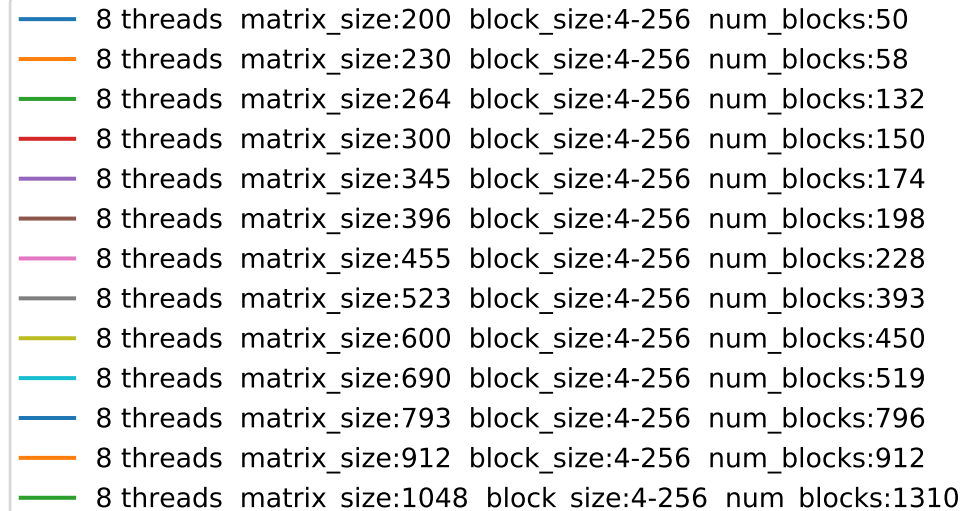 8 threads matrix_size:200 block_size:4-256 num_blocks:50
8 threads matrix_size:230 block_size:4-256 num_blocks:58
8 threads matrix_size:264 block_size:4-256 num_blocks:132
8 threads matrix_size:300 block_size:4-256 num_blocks:150
8 threads matrix_size:345 block_size:4-256 num_blocks:174
8 threads matrix_size:396 block_size:4-256 num_blocks:198
8 threads matrix_size:455 block_size:4-256 num_blocks:228
8 threads matrix_size:523 block_size:4-256 num_blocks:393
8 threads matrix_size:600 block_size:4-256 num_blocks:450
8 threads matrix_size:690 block_size:4-256 num_blocks:519
8 threads matrix_size:793 block_size:4-256 num_blocks:796
8 threads matrix_size:912 block_size:4-256 num_blocks:912
8 threads matrix_size:1048 block_size:4-256 num_blocks:1310